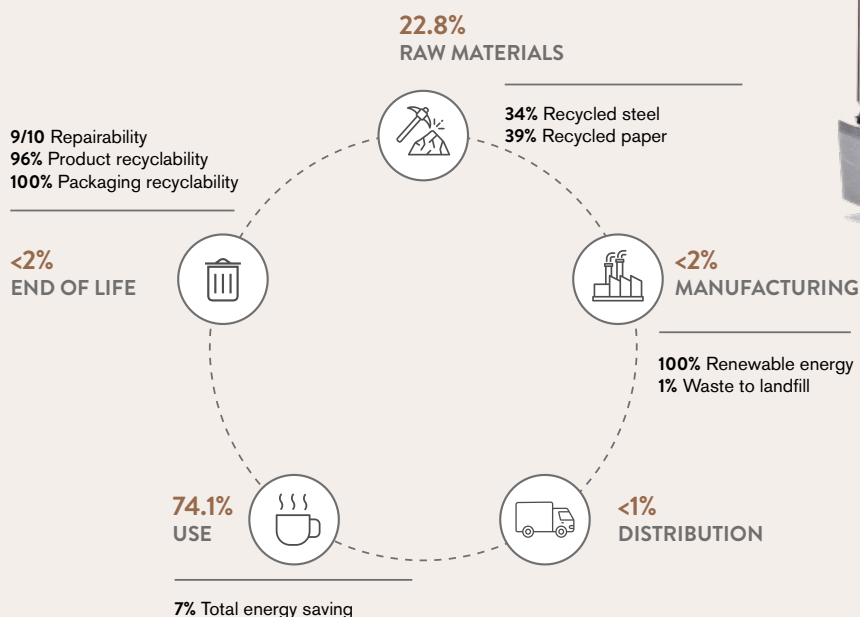 22.8%
RAW MATERIALS
34% Recycled steel
39% Recycled paper
9/10 Repairability
96% Product recyclability
100% Packaging recyclability
<2%
END OF LIFE
<2%
MANUFACTURING
100% Renewable energy
1% Waste to landfill
74.1%
USE
7% Total energy saving
<1%
DISTRIBUTION